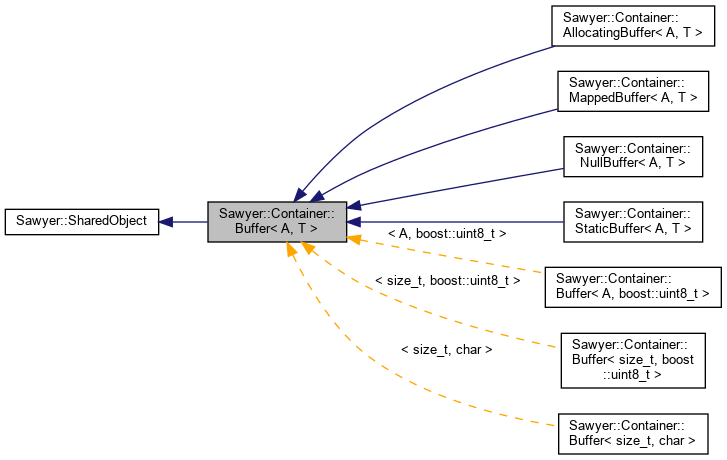 Sawyer::Container::
AllocatingBuffer< A, T >
Sawyer::Container::
MappedBuffer< A, T >
Sawyer::Container::
NullBuffer< A, T >
Sawyer::SharedObject
Sawyer::Container::
Buffer< A, T >
Sawyer::Container::
StaticBuffer< A, T >
< A, boost::uint8_t >
Sawyer::Container::
Buffer< A, boost::uint8_t >
< size_t, boost::uint8_t >
Sawyer::Container::
Buffer< size_t, boost
::uint8_t >
< size_t, char >
Sawyer::Container::
Buffer< size_t, char >